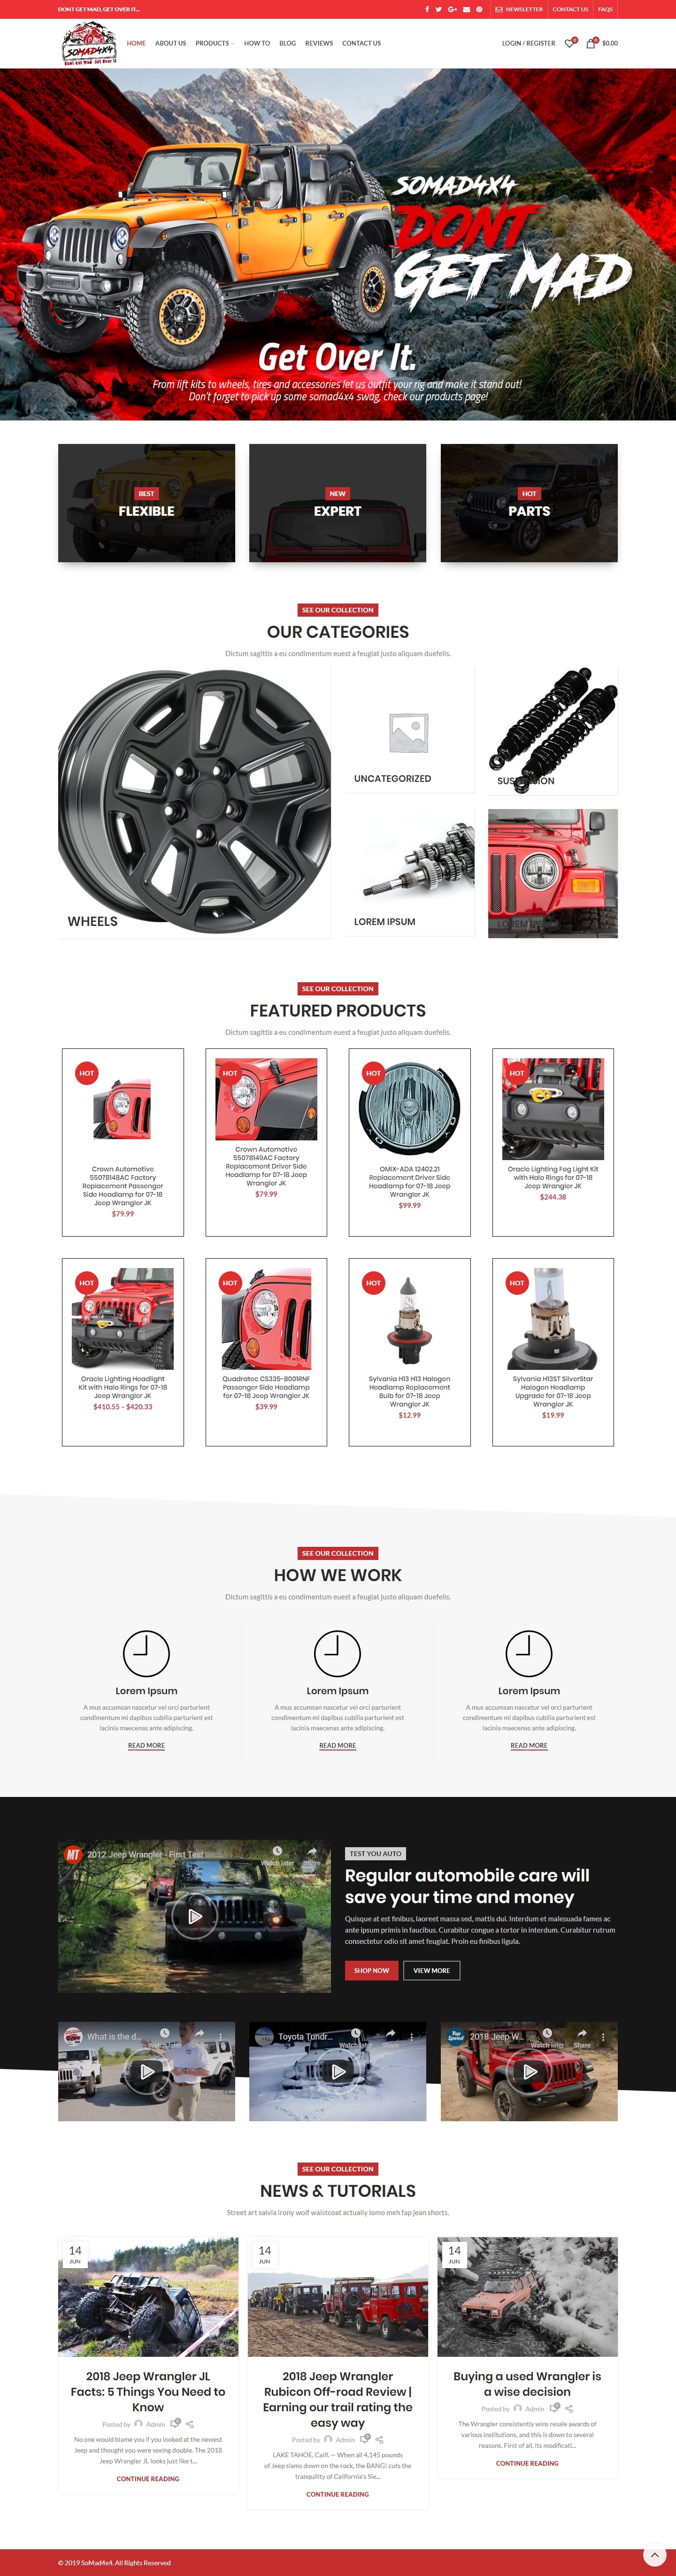 DONT GET MAD, GET OVER IT...
NEWSLETTER
CONTACT US
FAQS
SOMAD4X4
Don't Get Mad Get Over It
HOME
ABOUT US
PRODUCTS
HOW TO
BLOG
REVIEWS
CONTACT US
LOGIN / REGISTER
0
0
$0.00
SOMAD4X4
DONT
GET MAD
Get Over It.
From lift kits to wheels, tires and accessories let us outfit your rig and make it stand out!
Don't forget to pick up some somad4x4 swag, check our products page!
BEST
FLEXIBLE
NEW
EXPERT
HOT
PARTS
SEE OUR COLLECTION
OUR CATEGORIES
Dictum sagittis a eu condimentum euest a feugiat justo aliquam duefelis.
WHEELS
UNCATEGORIZED
SUSPENSION
LOREM IPSUM
LOREM IPSUM
SEE OUR COLLECTION
FEATURED PRODUCTS
Dictum sagittis a eu condimentum euest a feugiat justo aliquam duefelis.
HOT
Crown Automotive
55078148AC Factory
Replacement Passenger
Side Headlamp for 07-18
Jeep Wrangler JK
$79.99
HOT
Crown Automotive
55078149AC Factory
Replacement Driver Side
Headlamp for 07-18 Jeep
Wrangler JK
$79.99
HOT
OMIX-ADA 12402.21
Replacement Driver Side
Headlamp for 07-18 Jeep
Wrangler JK
$99.99
HOT
Oracle Lighting Fog Light Kit
with Halo Rings for 07-18
Jeep Wrangler JK
$244.38
HOT
Oracle Lighting Headlight
Kit with Halo Rings for 07-18
Jeep Wrangler JK
$410.55 – $420.33
HOT
Quadratec CS335-B001RNF
Passenger Side Headlamp
for 07-18 Jeep Wrangler JK
$39.99
HOT
Sylvania H13 H13 Halogen
Headlamp Replacement
Bulb for 07-18 Jeep
Wrangler JK
$12.99
HOT
Sylvania H13ST SilverStar
Halogen Headlamp
Upgrade for 07-18 Jeep
Wrangler JK
$19.99
SEE OUR COLLECTION
HOW WE WORK
Dictum sagittis a eu condimentum euest a feugiat justo aliquam duefelis.
Lorem Ipsum
A mus accumsan nascetur vel orci parturient
condimentum mi dapibus cubilia parturient est
lacinia maecenas ante adipiscing.
READ MORE
Lorem Ipsum
A mus accumsan nascetur vel orci parturient
condimentum mi dapibus cubilia parturient est
lacinia maecenas ante adipiscing.
READ MORE
Lorem Ipsum
A mus accumsan nascetur vel orci parturient
condimentum mi dapibus cubilia parturient est
lacinia maecenas ante adipiscing.
READ MORE
MT
2012 Jeep Wrangler - First Test
Watch later
Share
TEST YOU AUTO
Regular automobile care will
save your time and money
Quisque at est finibus, laoreet massa sed, mattis dui. Interdum et malesuada fames ac
ante ipsum primis in faucibus. Curabitur congue a tortor in interdum. Curabitur rutrum
consectetur odio sit amet feugiat. Proin eu finibus ligula.
SHOP NOW
VIEW MORE
What is the d...
Watch later
Share
Toyota Tundr...
Watch later
Share
Top Speed
2018 Jeep W...
Watch later
Share
SEE OUR COLLECTION
NEWS & TUTORIALS
Street art salvia irony wolf waistcoat actually lomo meh fap jean shorts.
14
JUN
2018 Jeep Wrangler JL
Facts: 5 Things You Need to
Know
Posted by Admin 0
No one would blame you if you looked at the newest
Jeep and thought you were seeing double. The 2018
Jeep Wrangler JL looks just like t...
CONTINUE READING
14
JUN
2018 Jeep Wrangler
Rubicon Off-road Review |
Earning our trail rating the
easy way
Posted by Admin 0
LAKE TAHOE, Calif. — When all 4,145 pounds
of Jeep slams down on the rock, the BANG! cuts the
tranquility of California's Sie...
CONTINUE READING
14
JUN
Buying a used Wrangler is
a wise decision
Posted by Admin 0
The Wrangler consistently wins resale awards of
various institutions, and this is down to several
reasons. First of all, its modificati...
CONTINUE READING
© 2019 SoMad4x4. All Rights Reserved